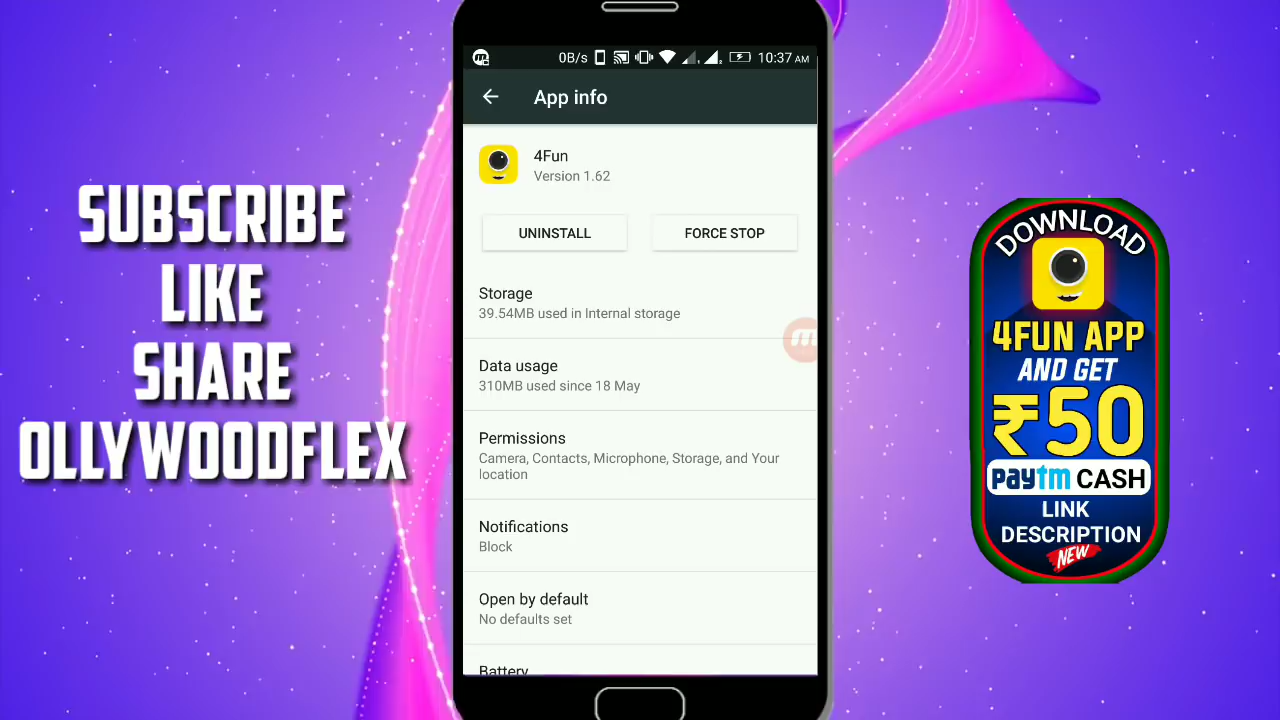 SUBSCRIBE
LIKE
SHARE
OLLYWOODFLEX
0B/s 1 2 10:37 AM
App info
4Fun
Version 1.62
UNINSTALL FORCE STOP
Storage
39.54MB used in Internal storage
Data usage
310MB used since 18 May
Permissions
Camera, Contacts, Microphone, Storage, and Your
location
Notifications
Block
Open by default
No defaults set
Battery
DOWNLOAD
4FUN APP
AND GET
₹50
paytm CASH
LINK
DESCRIPTION
NEW